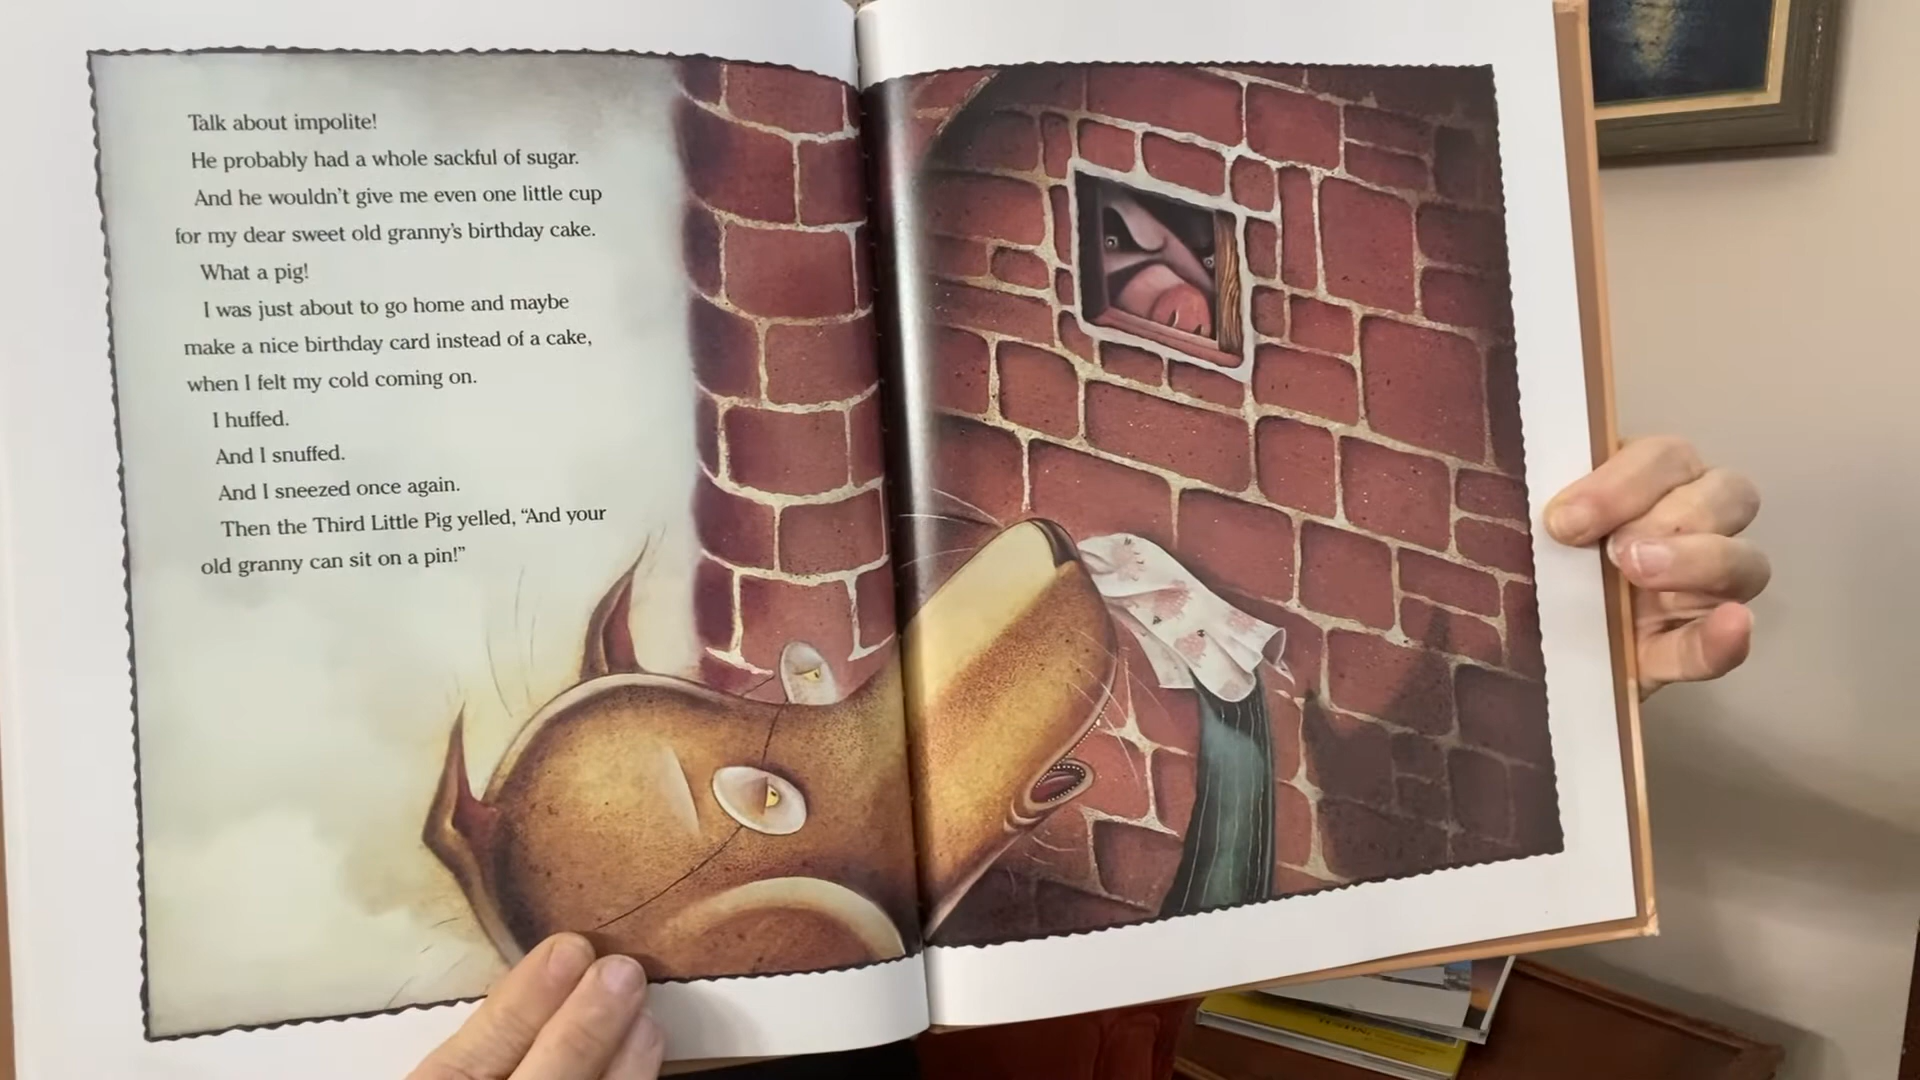 Talk about impolite!
He probably had a whole sackful of sugar.
And he wouldn't give me even one little cup
for my dear sweet old granny's birthday cake.
What a pig!
I was just about to go home and maybe
make a nice birthday card instead of a cake,
when I felt my cold coming on.
I huffed.
And I snuffed.
And I sneezed once again.
Then the Third Little Pig yelled, “And your
old granny can sit on a pin!”